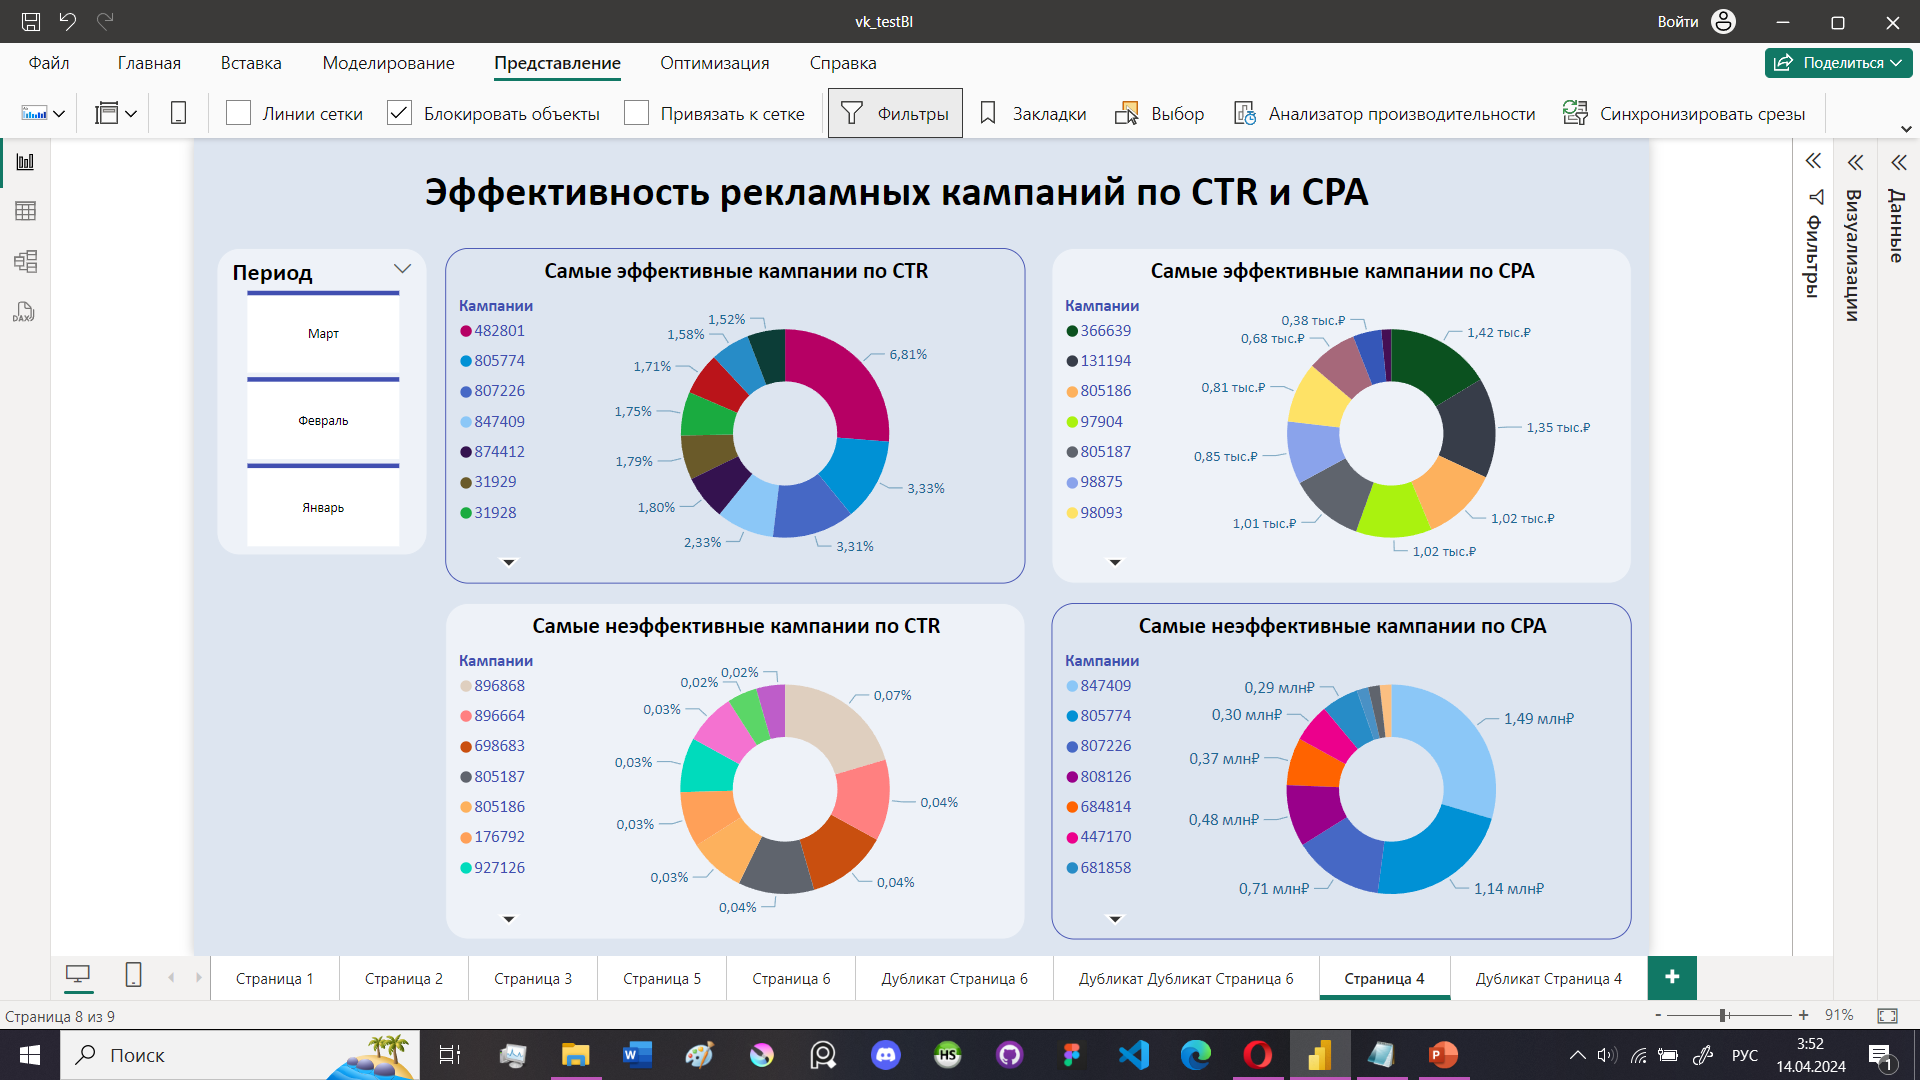 vk_testBI
Войти
Файл
Главная
Вставка
Моделирование
Представление
Оптимизация
Справка
Поделиться
Линии сетки
Блокировать объекты
Привязать к сетке
Фильтры
Закладки
Выбор
Анализатор производительности
Синхронизировать срезы
Эффективность рекламных кампаний по CTR и CPA
Период
Март
Февраль
Январь
Самые эффективные кампании по CTR
Кампании
482801
805774
807226
847409
874412
31929
31928
6,81%
3,33%
3,31%
2,33%
1,80%
1,79%
1,75%
1,71%
1,58%
1,52%
Самые эффективные кампании по CPA
Кампании
366639
131194
805186
97904
805187
98875
98093
1,42 тыс.₽
1,35 тыс.₽
1,02 тыс.₽
1,02 тыс.₽
1,01 тыс.₽
0,85 тыс.₽
0,81 тыс.₽
0,68 тыс.₽
0,38 тыс.₽
Самые неэффективные кампании по CTR
Кампании
896868
896664
698683
805187
805186
176792
927126
0,07%
0,04%
0,04%
0,04%
0,03%
0,03%
0,03%
0,03%
0,02%
0,02%
Самые неэффективные кампании по CPA
Кампании
847409
805774
807226
808126
684814
447170
681858
1,49 млн₽
1,14 млн₽
0,71 млн₽
0,48 млн₽
0,37 млн₽
0,30 млн₽
0,29 млн₽
Фильтры
Визуализации
Данные
DAX
Страница 1
Страница 2
Страница 3
Страница 5
Страница 6
Дубликат Страница 6
Дубликат Дубликат Страница 6
Страница 4
Дубликат Страница 4
+
Страница 8 из 9
- + 91%
Поиск
W
HS
P
РУС
3:52
14.04.2024
1